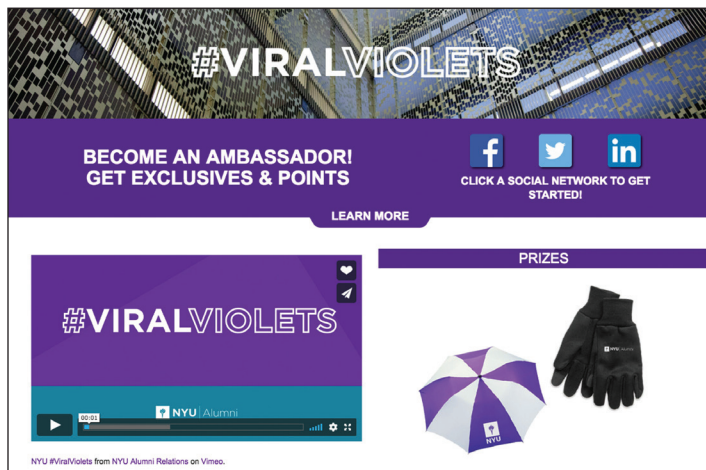 #VIRALVIOLETS
BECOME AN AMBASSADOR!
GET EXCLUSIVES & POINTS
f
in
CLICK A SOCIAL NETWORK TO GET
STARTED!
LEARN MORE
#VIRALVIOLETS
NYU | Alumni
00:01
NYU #ViralViolets from NYU Alumni Relations on Vimeo.
PRIZES
NYU | ALUMNI
NYU